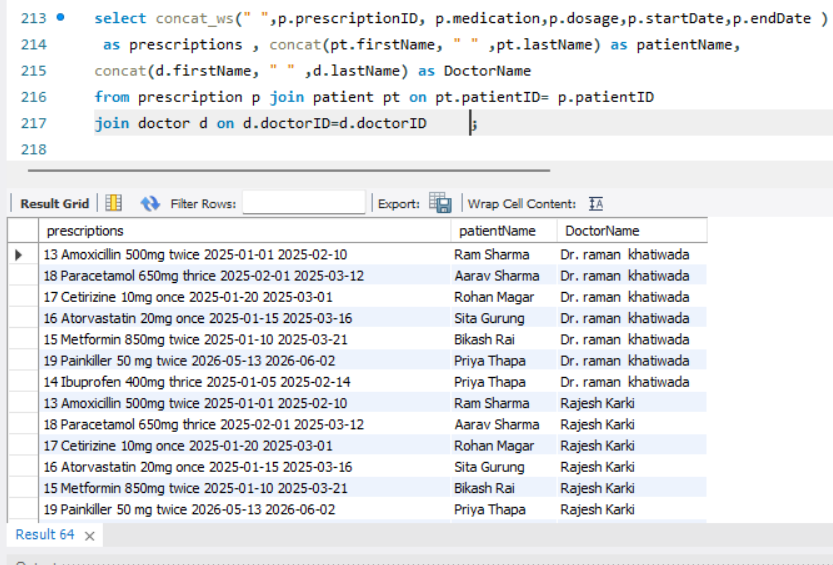 213 select concat_ws(" ",p.prescriptionID, p.medication,p.dosage,p.startDate,p.endDate )
214 as prescriptions , concat(pt.firstName, " " ,pt.lastName) as patientName,
215 concat(d.firstName, " " ,d.lastName) as DoctorName
216 from prescription p join patient pt on pt.patientID= p.patientID
217 join doctor d on d.doctorID=d.doctorID ;
218
Result Grid Filter Rows: Export: Wrap Cell Content: IA
prescriptions patientName DoctorName
13 Amoxicillin 500mg twice 2025-01-01 2025-02-10 Ram Sharma Dr. raman khatiwada
18 Paracetamol 650mg thrice 2025-02-01 2025-03-12 Aarav Sharma Dr. raman khatiwada
17 Cetirizine 10mg once 2025-01-20 2025-03-01 Rohan Magar Dr. raman khatiwada
16 Atorvastatin 20mg once 2025-01-15 2025-03-16 Sita Gurung Dr. raman khatiwada
15 Metformin 850mg twice 2025-01-10 2025-03-21 Bikash Rai Dr. raman khatiwada
19 Painkiller 50 mg twice 2026-05-13 2026-06-02 Priya Thapa Dr. raman khatiwada
14 Ibuprofen 400mg thrice 2025-01-05 2025-02-14 Priya Thapa Dr. raman khatiwada
13 Amoxicillin 500mg twice 2025-01-01 2025-02-10 Ram Sharma Rajesh Karki
18 Paracetamol 650mg thrice 2025-02-01 2025-03-12 Aarav Sharma Rajesh Karki
17 Cetirizine 10mg once 2025-01-20 2025-03-01 Rohan Magar Rajesh Karki
16 Atorvastatin 20mg once 2025-01-15 2025-03-16 Sita Gurung Rajesh Karki
15 Metformin 850mg twice 2025-01-10 2025-03-21 Bikash Rai Rajesh Karki
19 Painkiller 50 mg twice 2026-05-13 2026-06-02 Priya Thapa Rajesh Karki
Result 64